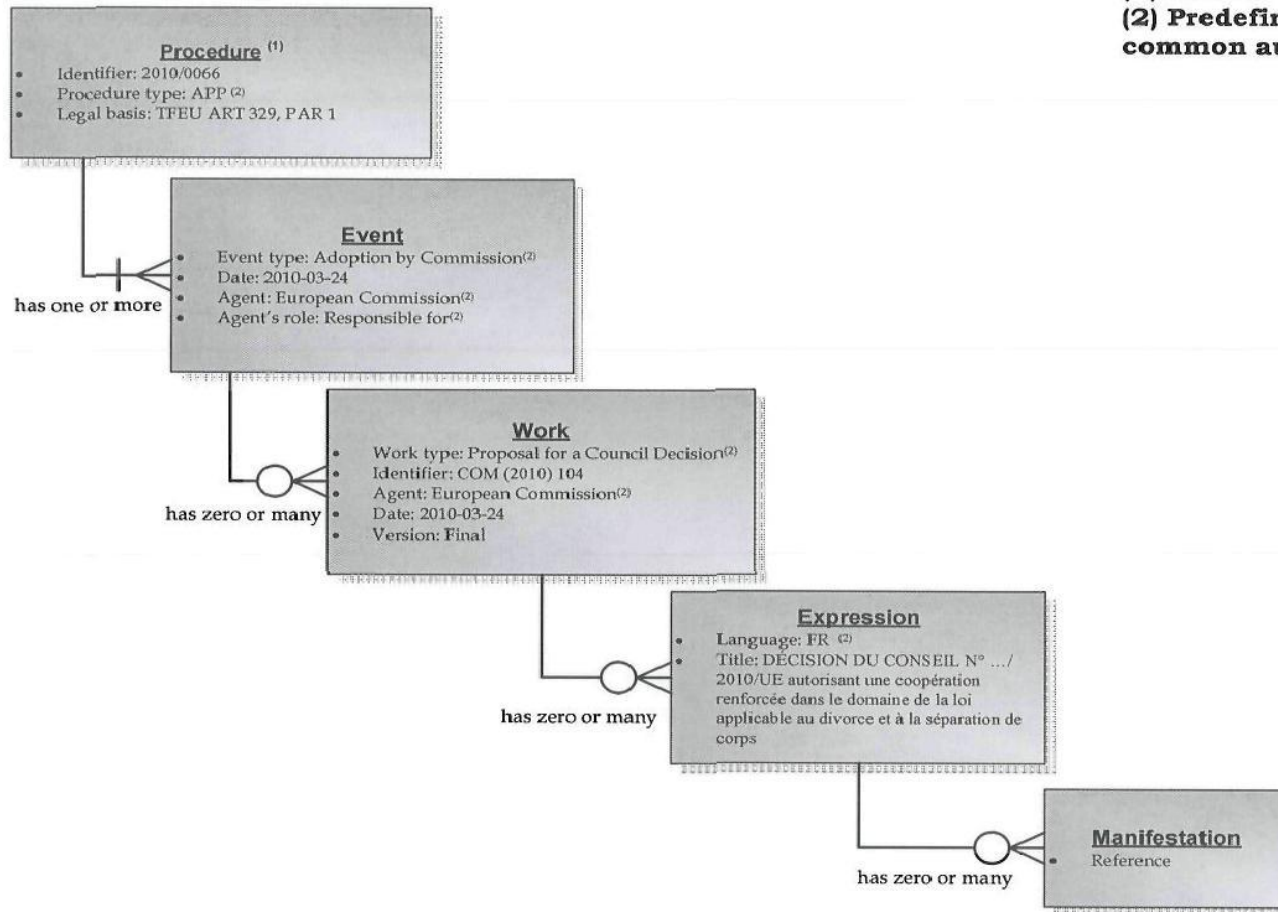 (2) Predefin
common au
Procedure (1)
• Identifier: 2010/0066
• Procedure type: APP (2)
• Legal basis: TFEU ART 329, PAR 1
has one or more
Event
• Event type: Adoption by Commission(2)
• Date: 2010-03-24
• Agent: European Commission(2)
• Agent's role: Responsible for(2)
has zero or many
Work
• Work type: Proposal for a Council Decision(2)
• Identifier: COM (2010) 104
• Agent: European Commission(2)
• Date: 2010-03-24
• Version: Final
has zero or many
Expression
• Language: FR (2)
• Title: DÉCISION DU CONSEIL N° .../
2010/UE autorisant une coopération
renforcée dans le domaine de la loi
applicable au divorce et à la séparation de
corps
has zero or many
Manifestation
• Reference